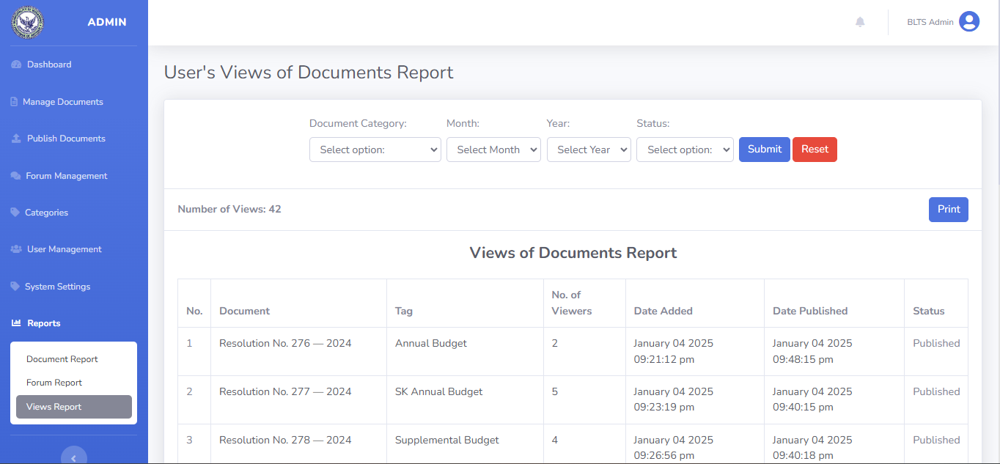 ADMIN
BLTS Admin
Dashboard
Manage Documents
Publish Documents
Forum Management
Categories
User Management
System Settings
Reports
Document Report
Forum Report
Views Report
User's Views of Documents Report
Document Category: Month: Year: Status:
Select option: Select Month Select Year Select option: Submit Reset
Number of Views: 42
Print
Views of Documents Report
No. Document Tag No. of Viewers Date Added Date Published Status
1 Resolution No. 276 — 2024 Annual Budget 2 January 04 2025 January 04 2025 Published
09:21:12 pm 09:48:15 pm
2 Resolution No. 277 — 2024 SK Annual Budget 5 January 04 2025 January 04 2025 Published
09:23:19 pm 09:40:15 pm
3 Resolution No. 278 — 2024 Supplemental Budget 4 January 04 2025 January 04 2025 Published
09:26:56 pm 09:40:18 pm